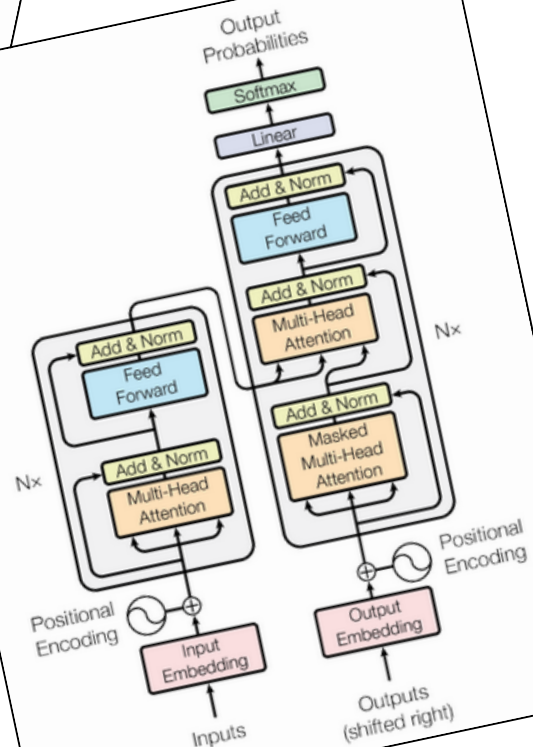 Output
Probabilities
Softmax
Linear
Add & Norm
Feed
Forward
Add & Norm
Multi-Head
Attention
Nx
Add & Norm
Masked
Multi-Head
Attention
Add & Norm
Feed
Forward
Nx
Add & Norm
Multi-Head
Attention
Positional
Encoding
Positional
Encoding
Input
Embedding
Output
Embedding
Inputs
Outputs
(shifted right)